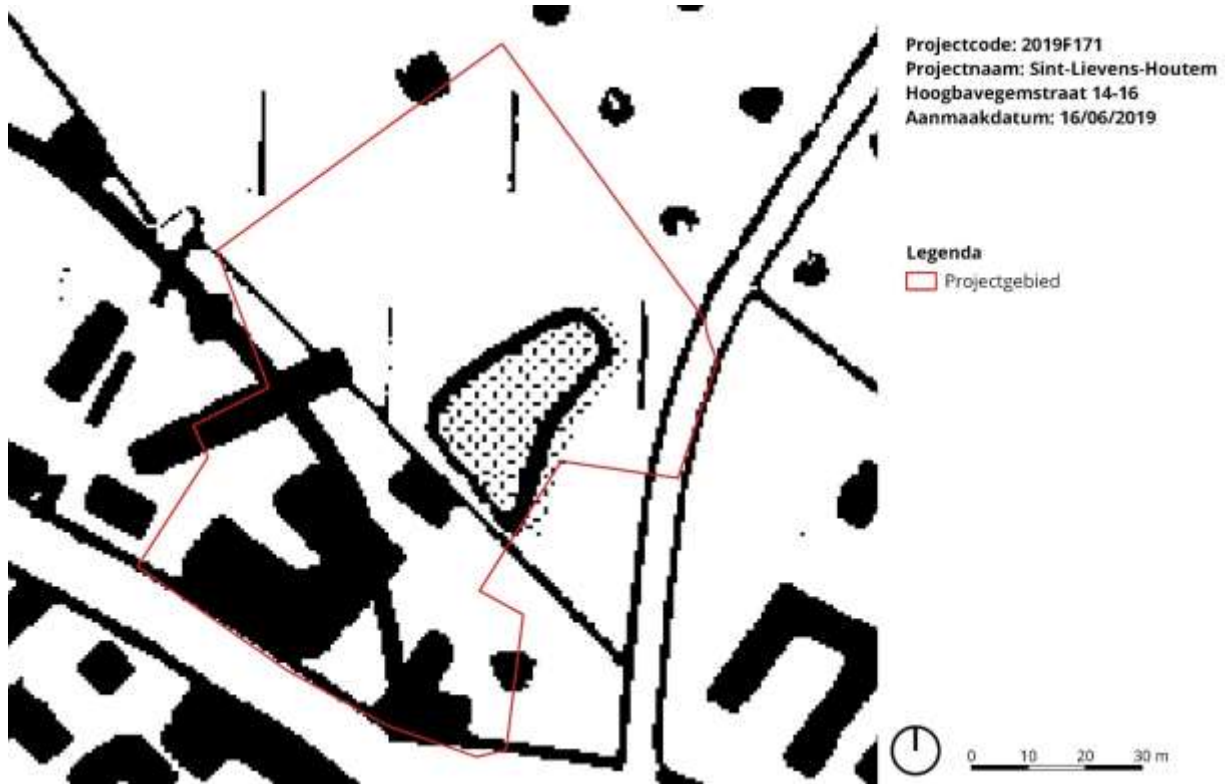 Projectcode: 2019F171
Projectnaam: Sint-Lievens-Houtem
Hoogbavegemstraat 14-16
Aanmaakdatum: 16/06/2019
Legenda
Projectgebied
0 10 20 30 m